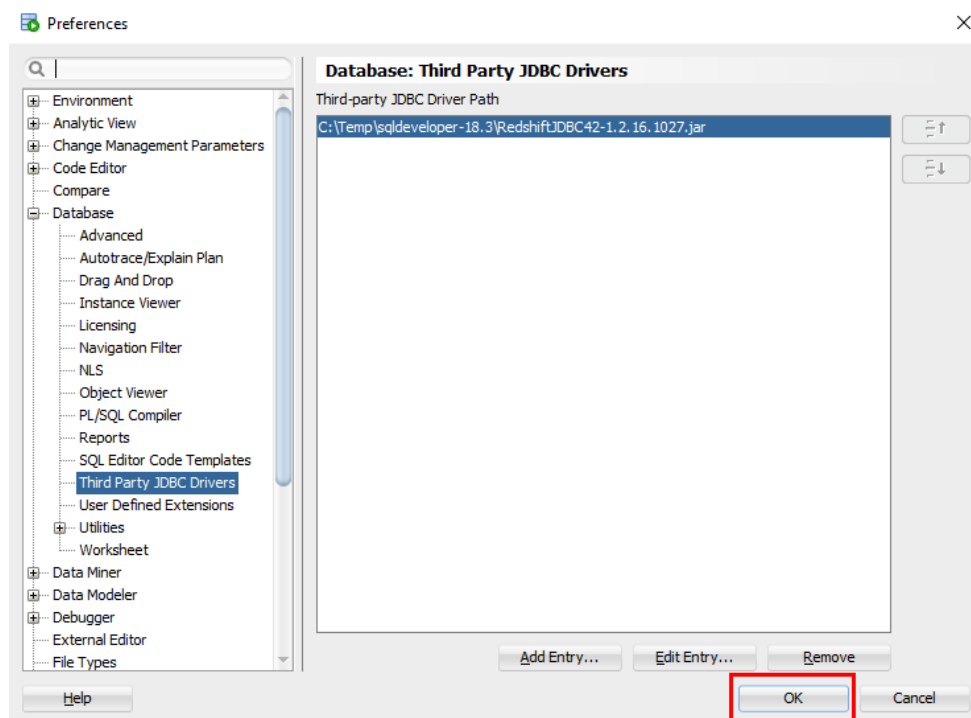 Preferences
Database: Third Party JDBC Drivers
Environment
Analytic View
Change Management Parameters
Code Editor
Compare
Database
Advanced
Autotrace/Explain Plan
Drag And Drop
Instance Viewer
Licensing
Navigation Filter
NLS
Object Viewer
PL/SQL Compiler
Reports
SQL Editor Code Templates
Third Party JDBC Drivers
User Defined Extensions
Utilities
Worksheet
Data Miner
Data Modeler
Debugger
External Editor
File Types
Third-party JDBC Driver Path
C:\Temp\sqldeveloper-18.3\RedshiftJDBC42-1.2.16.1027.jar
Add Entry... Edit Entry... Remove
Help OK Cancel